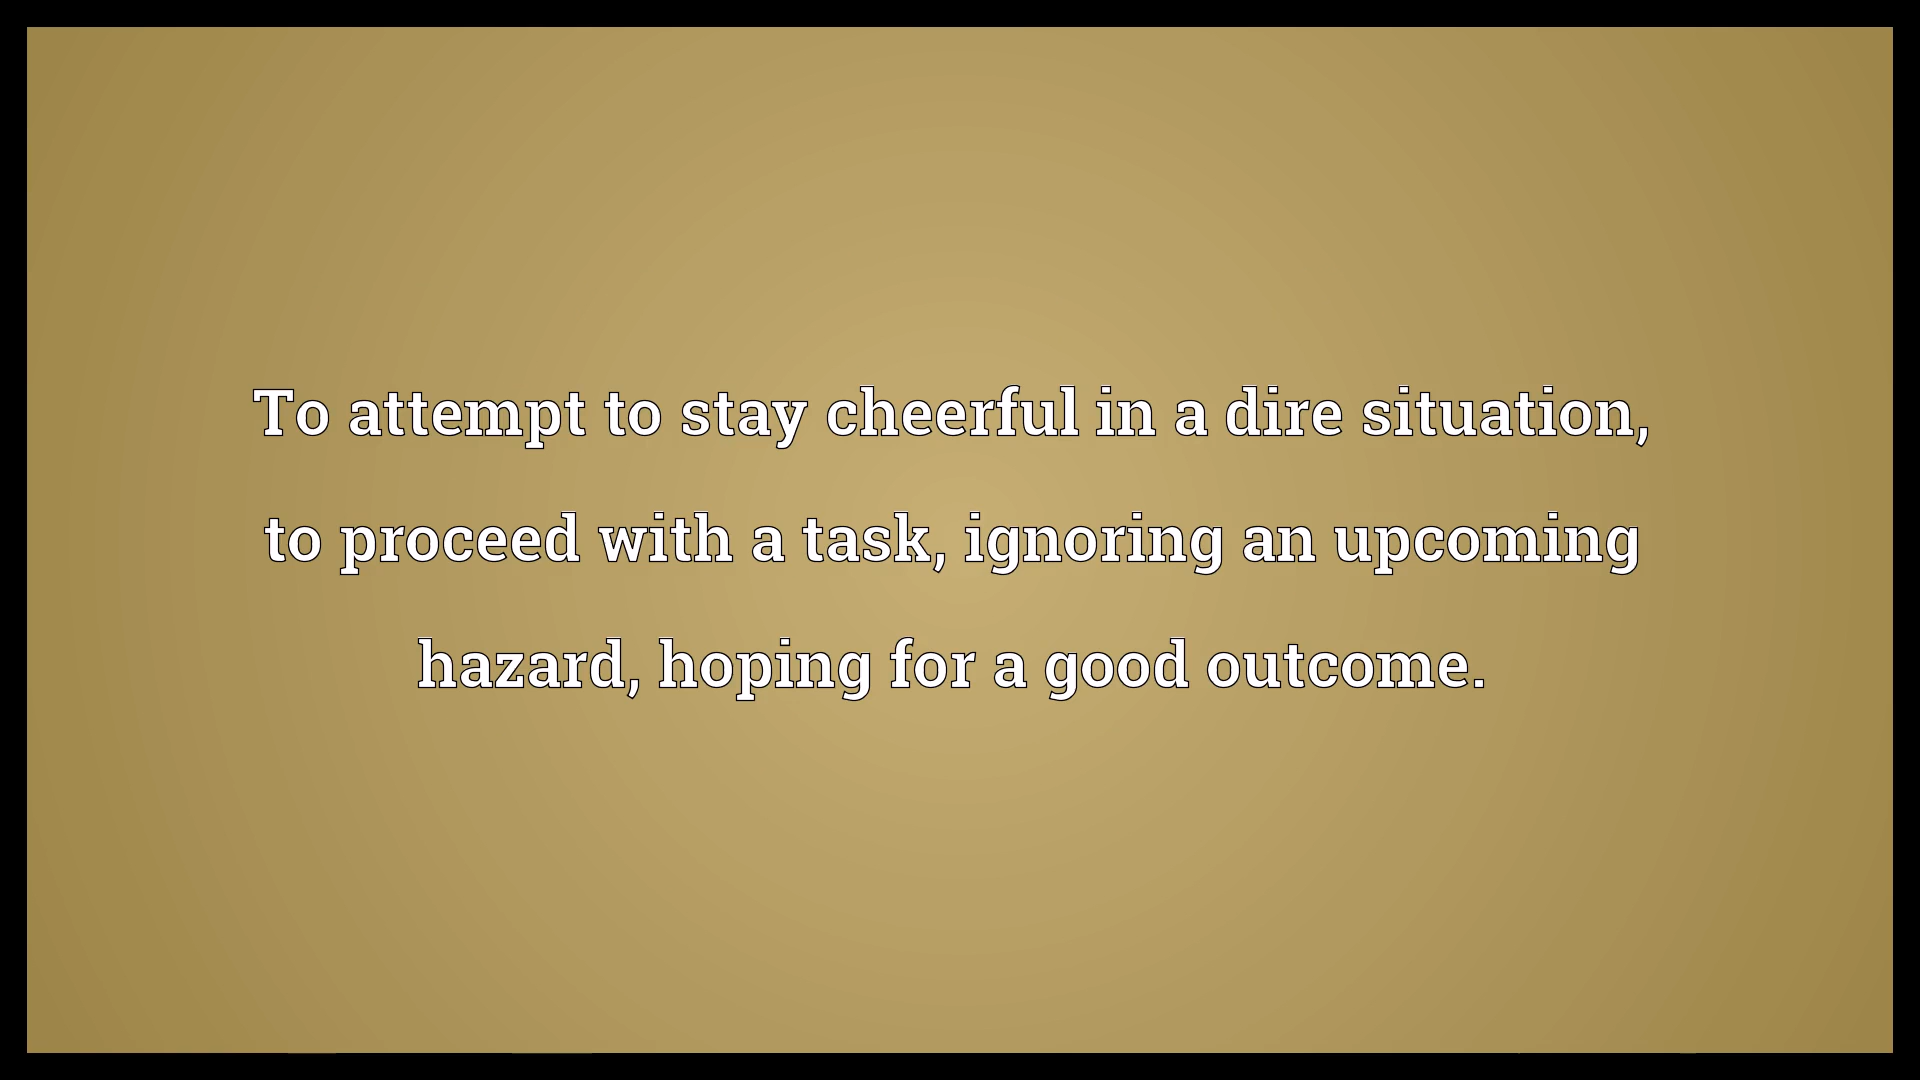 To attempt to stay cheerful in a dire situation,
to proceed with a task, ignoring an upcoming
hazard, hoping for a good outcome.